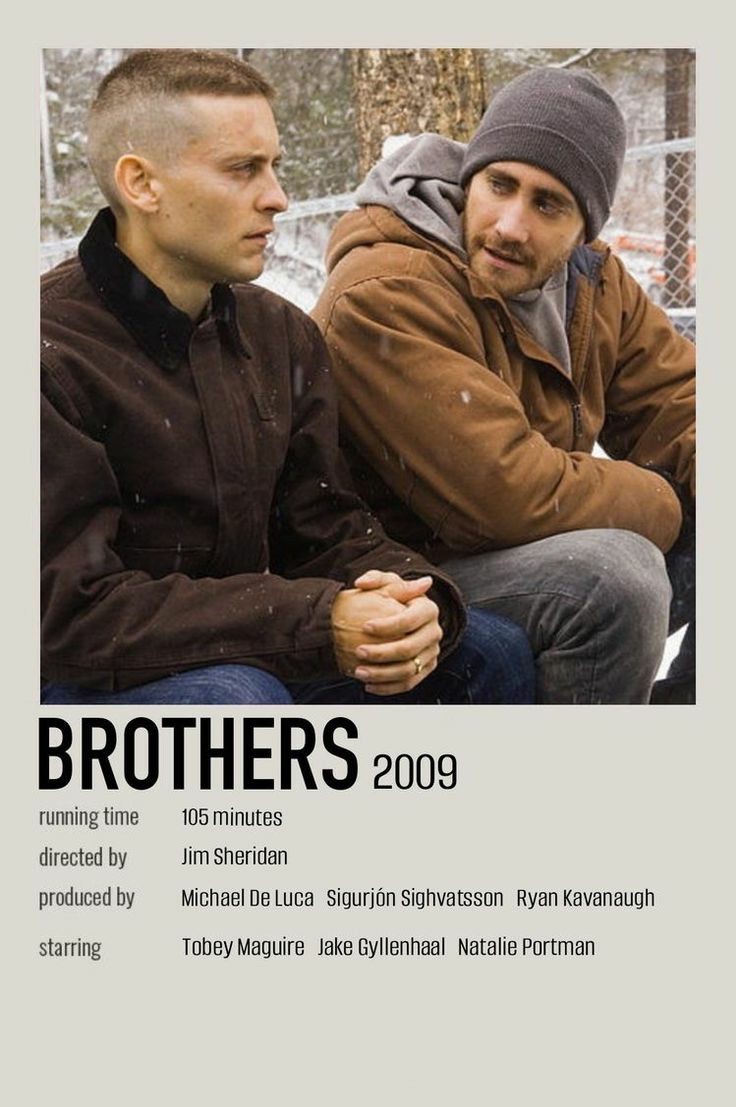 BROTHERS 2009
running time 105 minutes
directed by Jim Sheridan
produced by Michael De Luca Sigurjón Sighvatsson Ryan Kavanaugh
starring Tobey Maguire Jake Gyllenhaal Natalie Portman